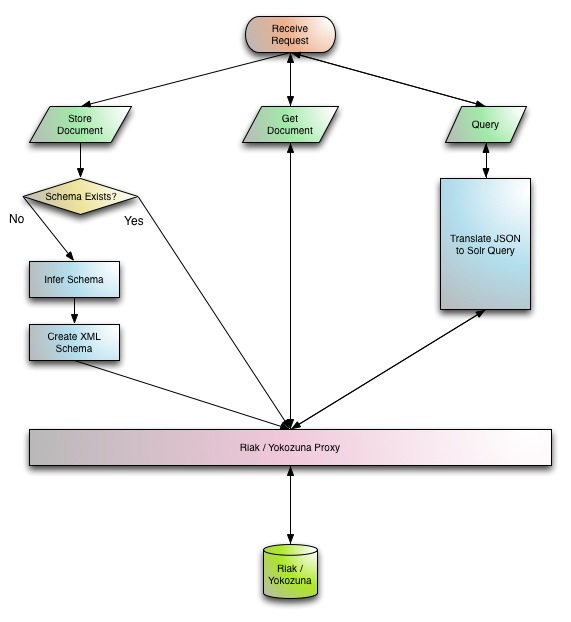 Receive
Request
Store
Document
Get
Document
Query
Schema Exists?
No
Yes
Translate JSON
to Solr Query
Infer Schema
Create XML
Schema
Riak / Yokozuna Proxy
Riak /
Yokozuna